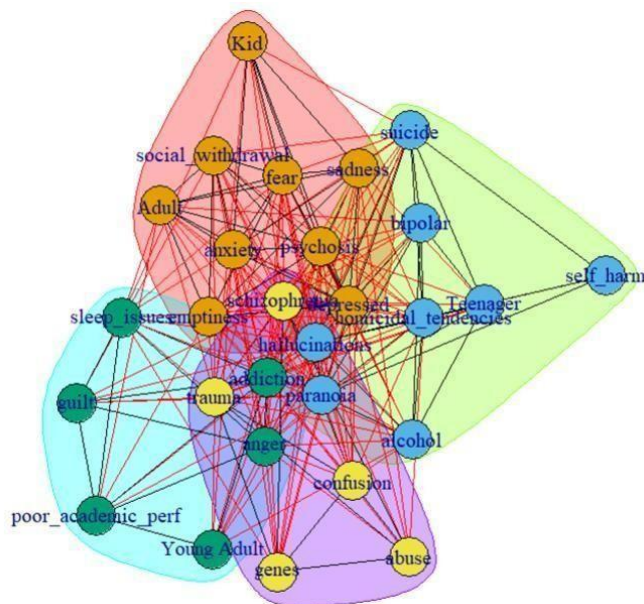 Kid
suicide
social_withdrawal
fear
sadness
Adult
bipolar
anxiety
psychosis
self_harm
schizophrenia
depressed
Teenager
sleep_issues
emptiness
homicidal_tendencies
hallucinations
addiction
guilt
trauma
paranoia
anger
alcohol
confusion
poor_academic_perf
Young Adult
genes
abuse